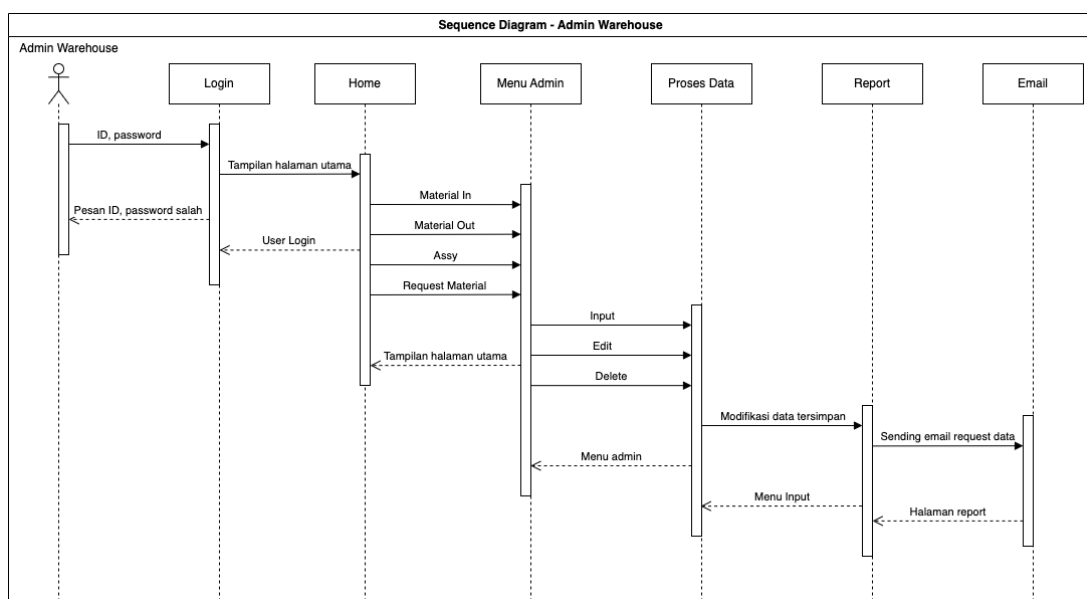 Sequence Diagram - Admin Warehouse
Admin Warehouse
Login
Home
Menu Admin
Proses Data
Report
Email
ID, password
Tampilan halaman utama
Material In
Pesan ID, password salah
Material Out
User Login
Assy
Request Material
Input
Edit
Tampilan halaman utama
Delete
Modifikasi data tersimpan
Sending email request data
Menu admin
Menu Input
Halaman report